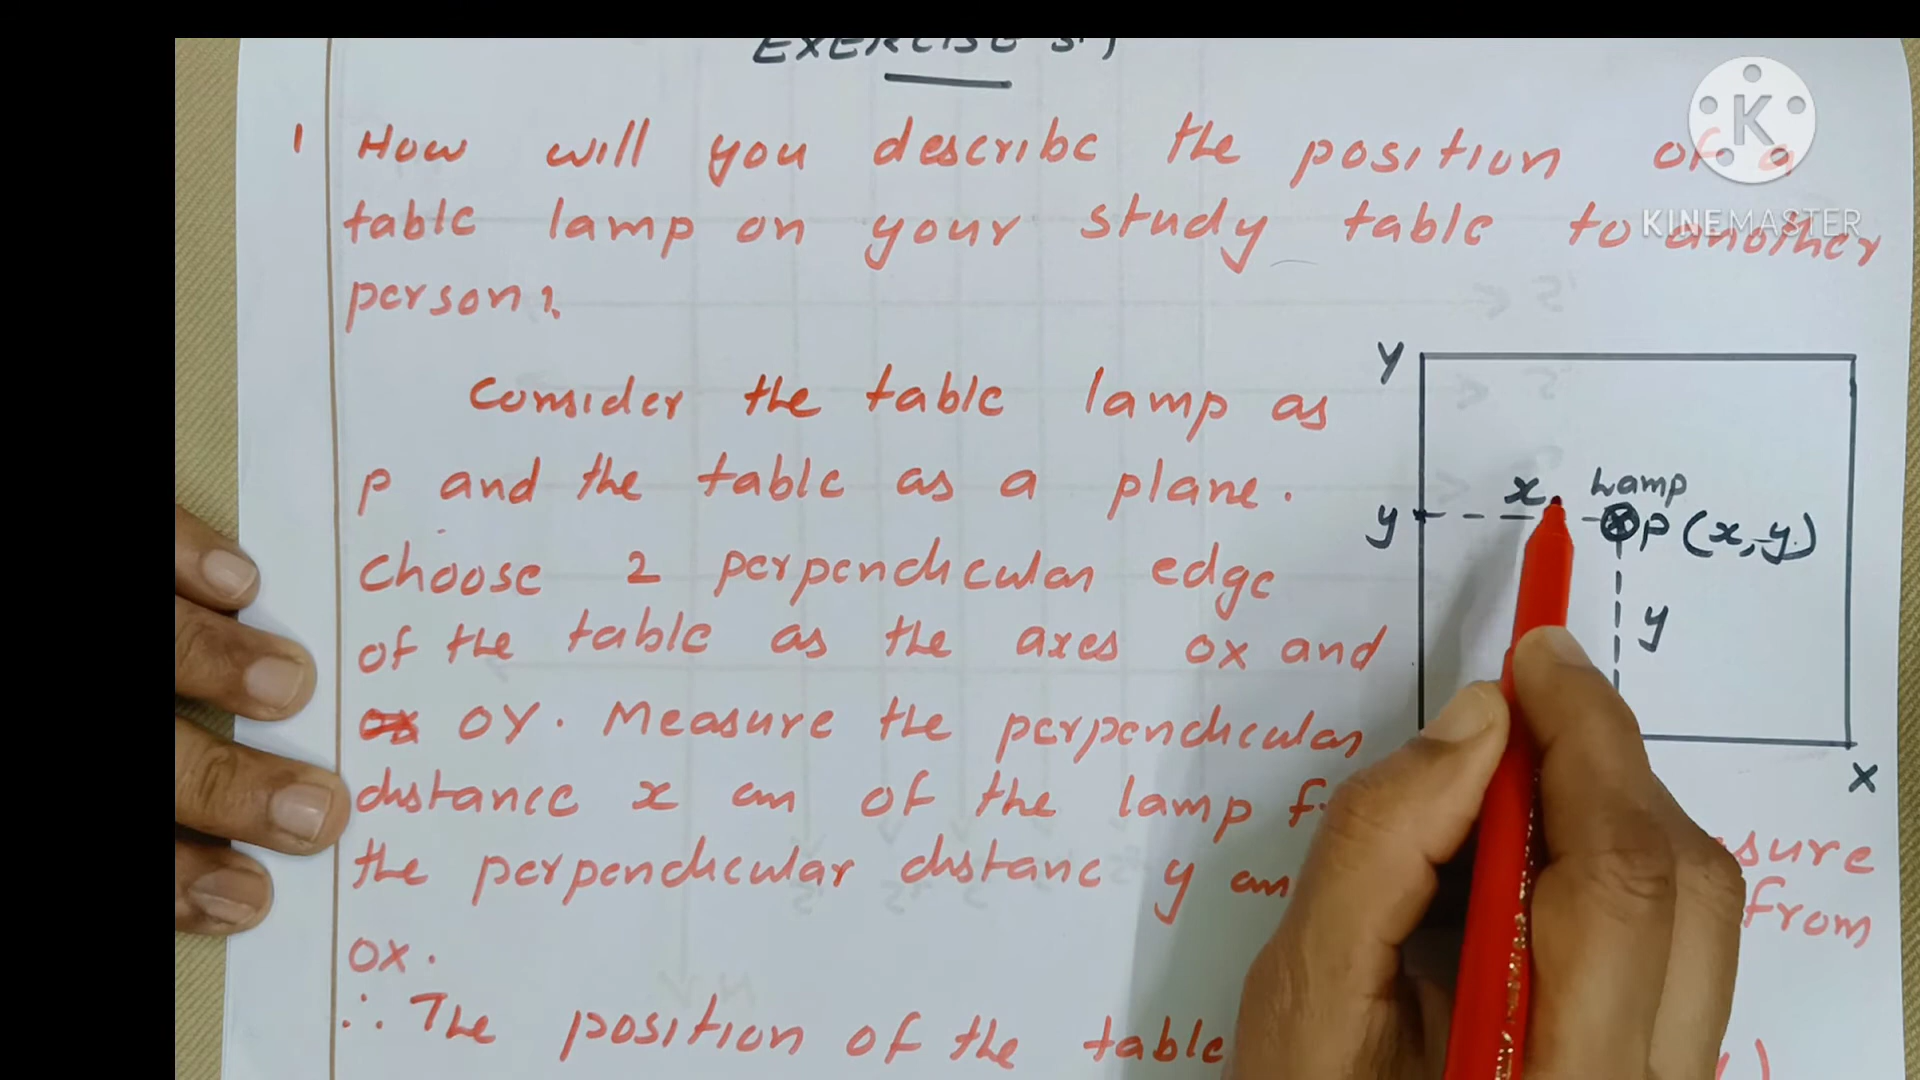 EXERCISE 3.1
1 How will you describe the position of a
table lamp on your study table to another
person?
Consider the table lamp as
P and the table as a plane.
Choose 2 perpendicular edge
of the table as the axes OX and
OY. Measure the perpendicular
distance x cm of the lamp
the perpendicular distanc y cm from
OX.
∴ The position of the table
Y
x Lamp
y P (x, y)
y
X
K
KINEMASTER